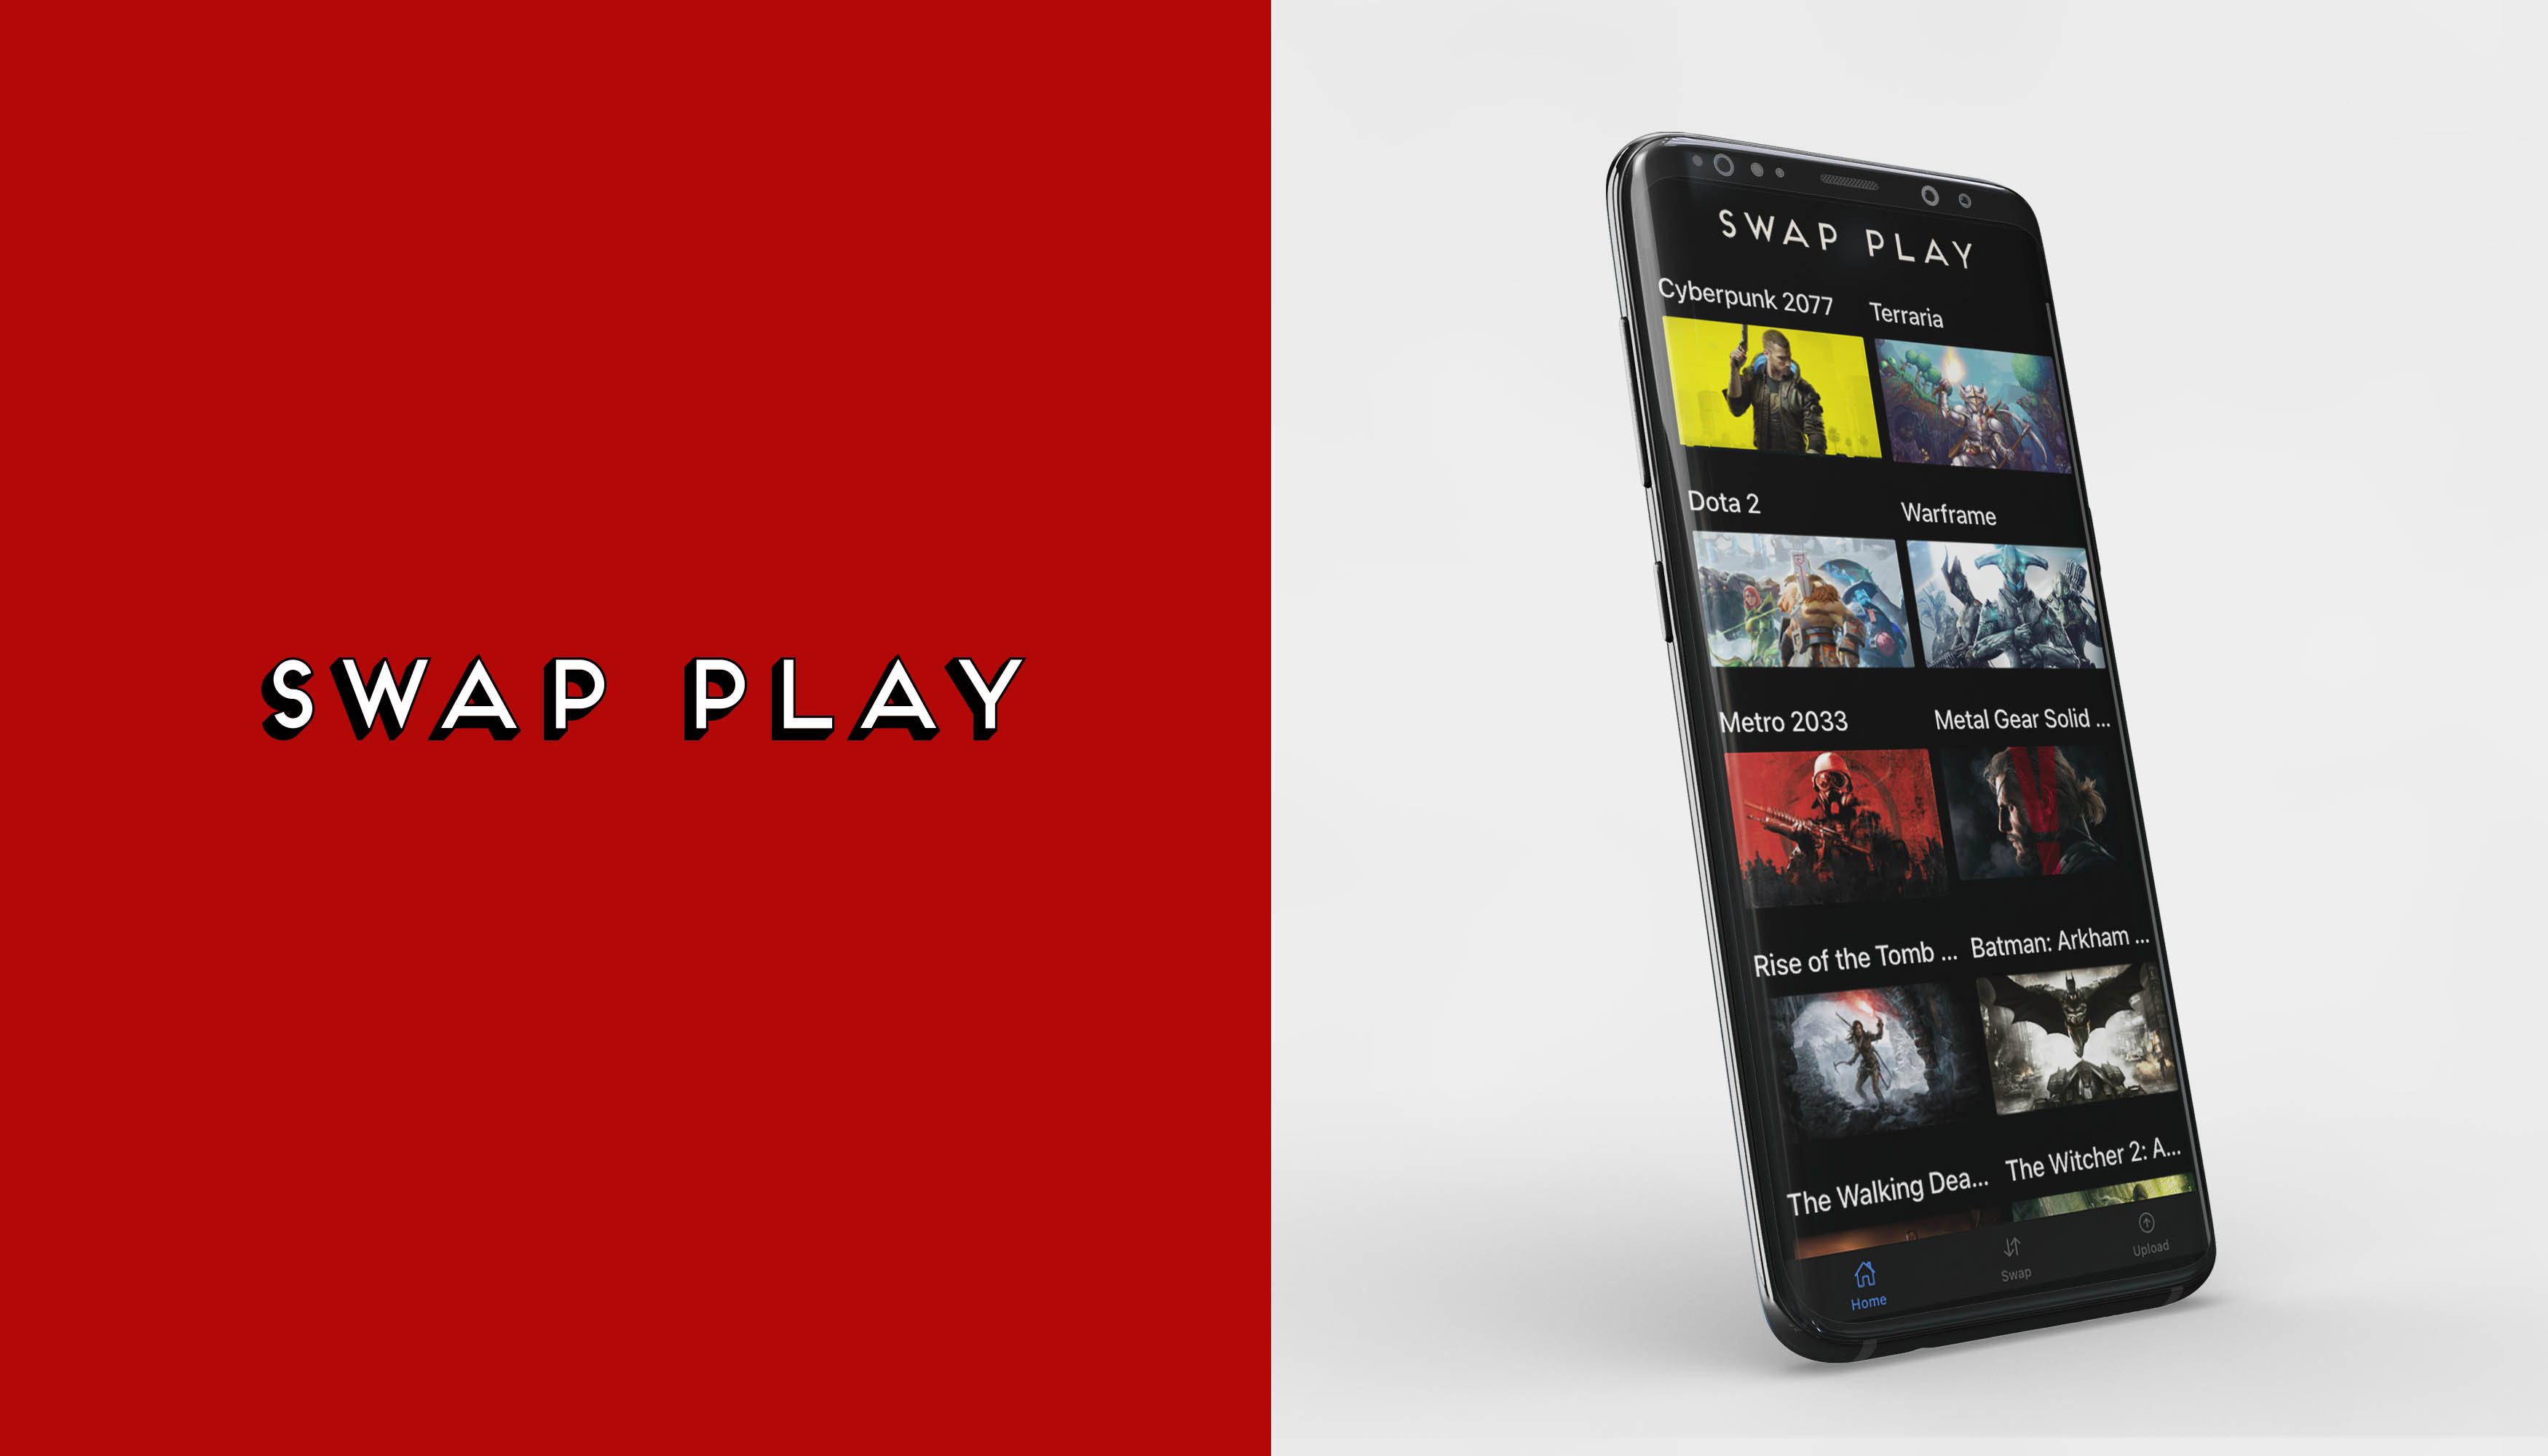 SWAP PLAY
SWAP PLAY
Cyberpunk 2077
Terraria
Dota 2
Warframe
Metro 2033
Metal Gear Solid ...
Rise of the Tomb ...
Batman: Arkham ...
The Walking Dea...
The Witcher 2: A...
Home
Swap
Upload